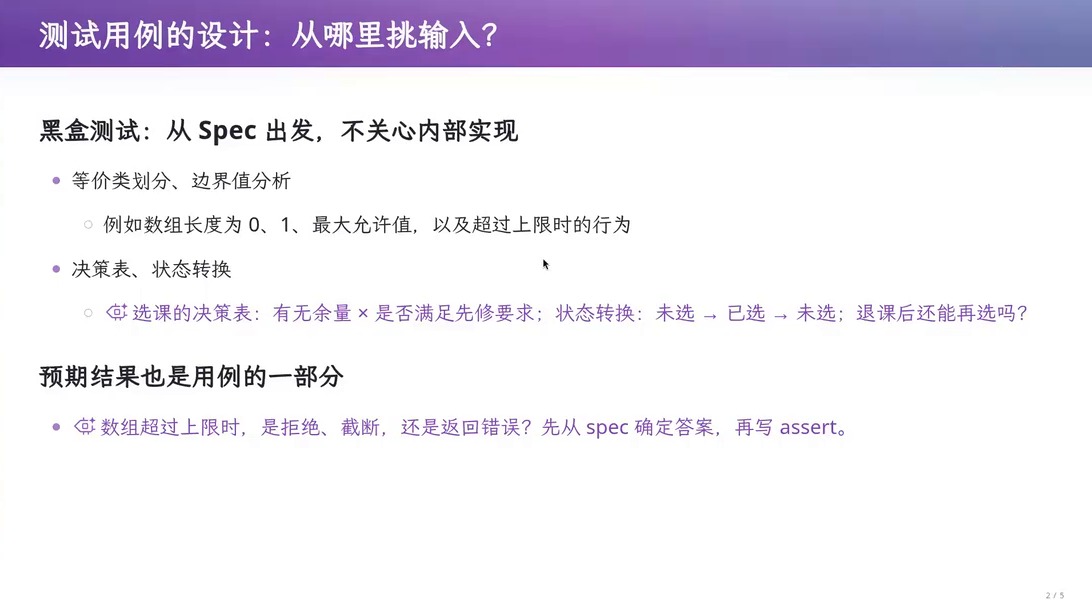 测试用例的设计：从哪里挑输入？
黑盒测试：从 Spec 出发，不关心内部实现
等价类划分、边界值分析
例如数组长度为 0、1、最大允许值，以及超过上限时的行为
决策表、状态转换
选课的决策表：有无余量 × 是否满足先修要求；状态转换：未选 → 已选 → 未选；退课后还能再选吗？
预期结果也是用例的一部分
数组超过上限时，是拒绝、截断，还是返回错误？先从 spec 确定答案，再写 assert。
2 / 5